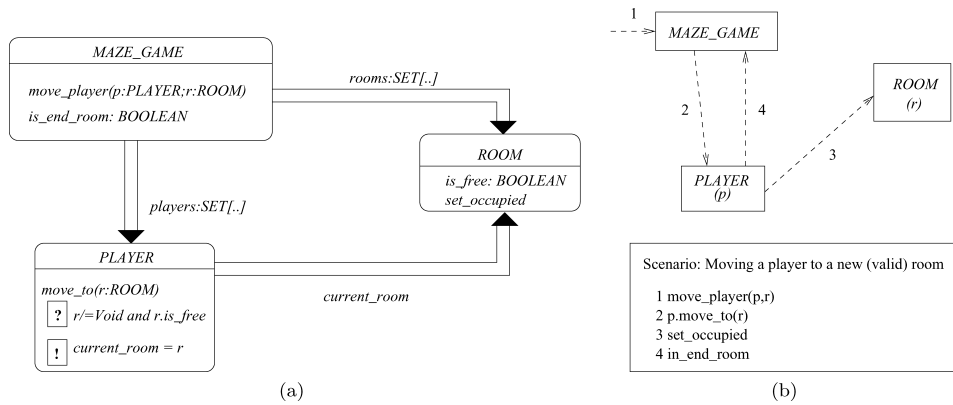 MAZE_GAME
move_player(p:PLAYER;r:ROOM)
is_end_room: BOOLEAN
rooms:SET[..]
ROOM
is_free: BOOLEAN
set_occupied
players:SET[..]
PLAYER
move_to(r:ROOM)
? r/=Void and r.is_free
! current_room = r
current_room
(a)
1
MAZE_GAME
2
4
3
ROOM
(r)
PLAYER
(p)
Scenario: Moving a player to a new (valid) room
1 move_player(p,r)
2 p.move_to(r)
3 set_occupied
4 in_end_room
(b)